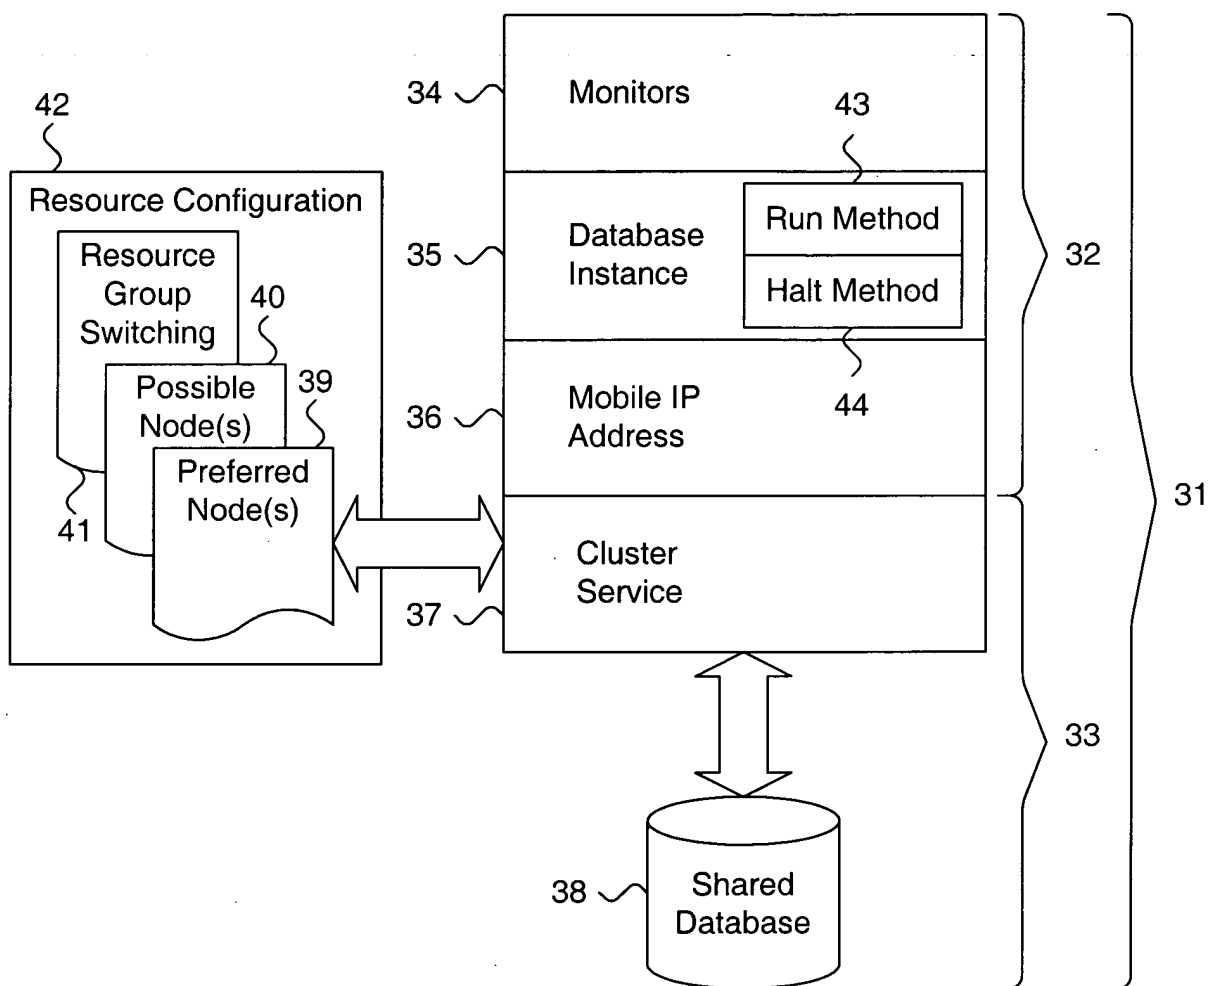 42
Resource Configuration
Resource
Group
Switching
40
Possible
Node(s)
39
Preferred
Node(s)
41
34
Monitors
43
35
Database
Instance
Run Method
Halt Method
44
36
Mobile IP
Address
37
Cluster
Service
38
Shared
Database
32
33
31